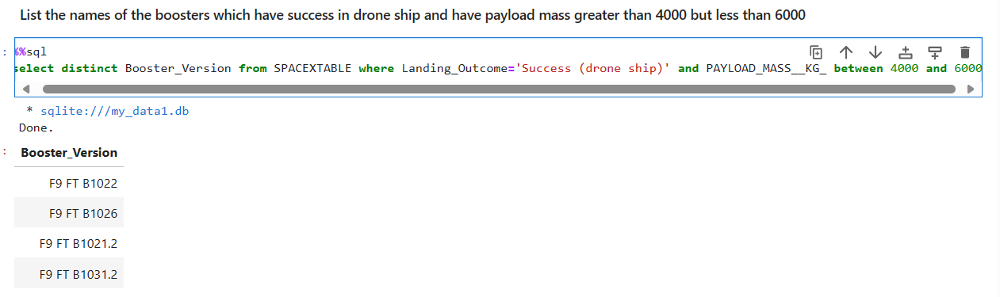 List the names of the boosters which have success in drone ship and have payload mass greater than 4000 but less than 6000
: %%sql
select distinct Booster_Version from SPACEXTABLE where Landing_Outcome='Success (drone ship)' and PAYLOAD_MASS__KG_ between 4000 and 6000
* sqlite:///my_data1.db
Done.
: Booster_Version
F9 FT B1022
F9 FT B1026
F9 FT B1021.2
F9 FT B1031.2